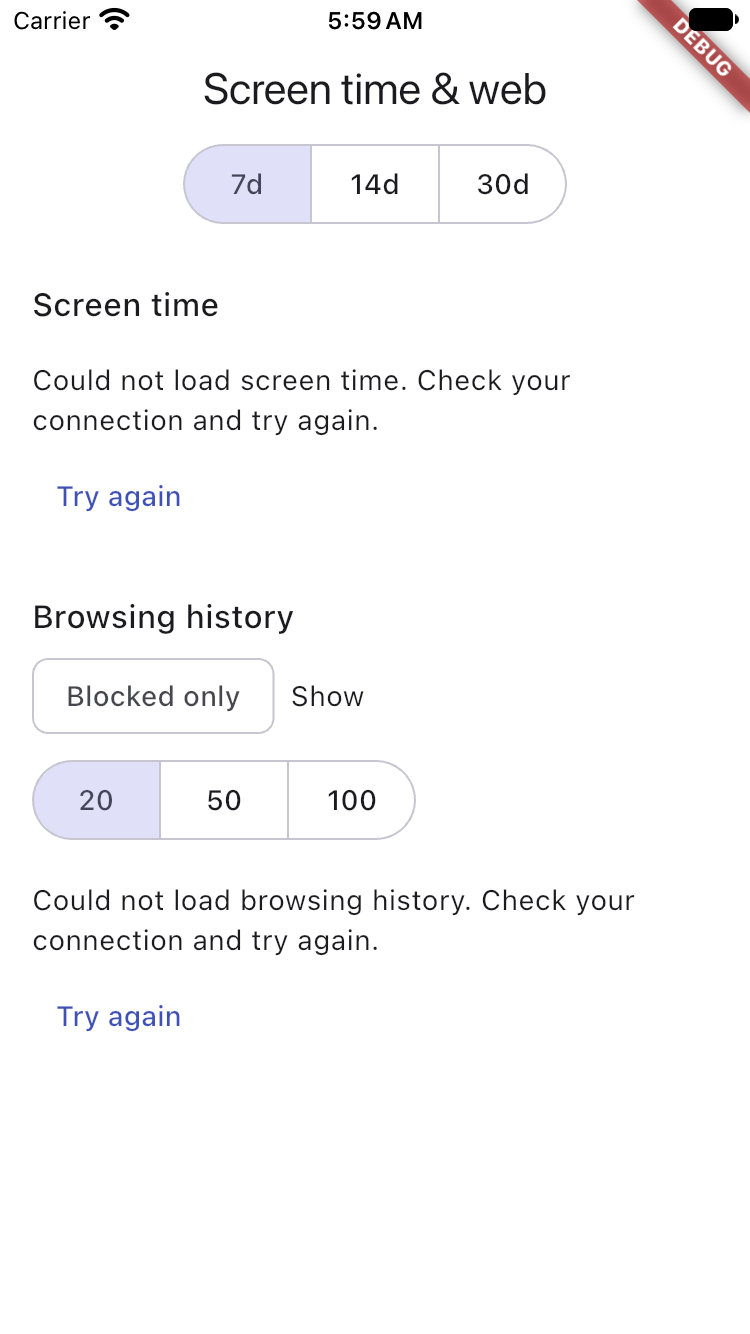 Carrier 5:59 AM
DEBUG
Screen time & web
7d 14d 30d
Screen time
Could not load screen time. Check your
connection and try again.
Try again
Browsing history
Blocked only Show
20 50 100
Could not load browsing history. Check your
connection and try again.
Try again